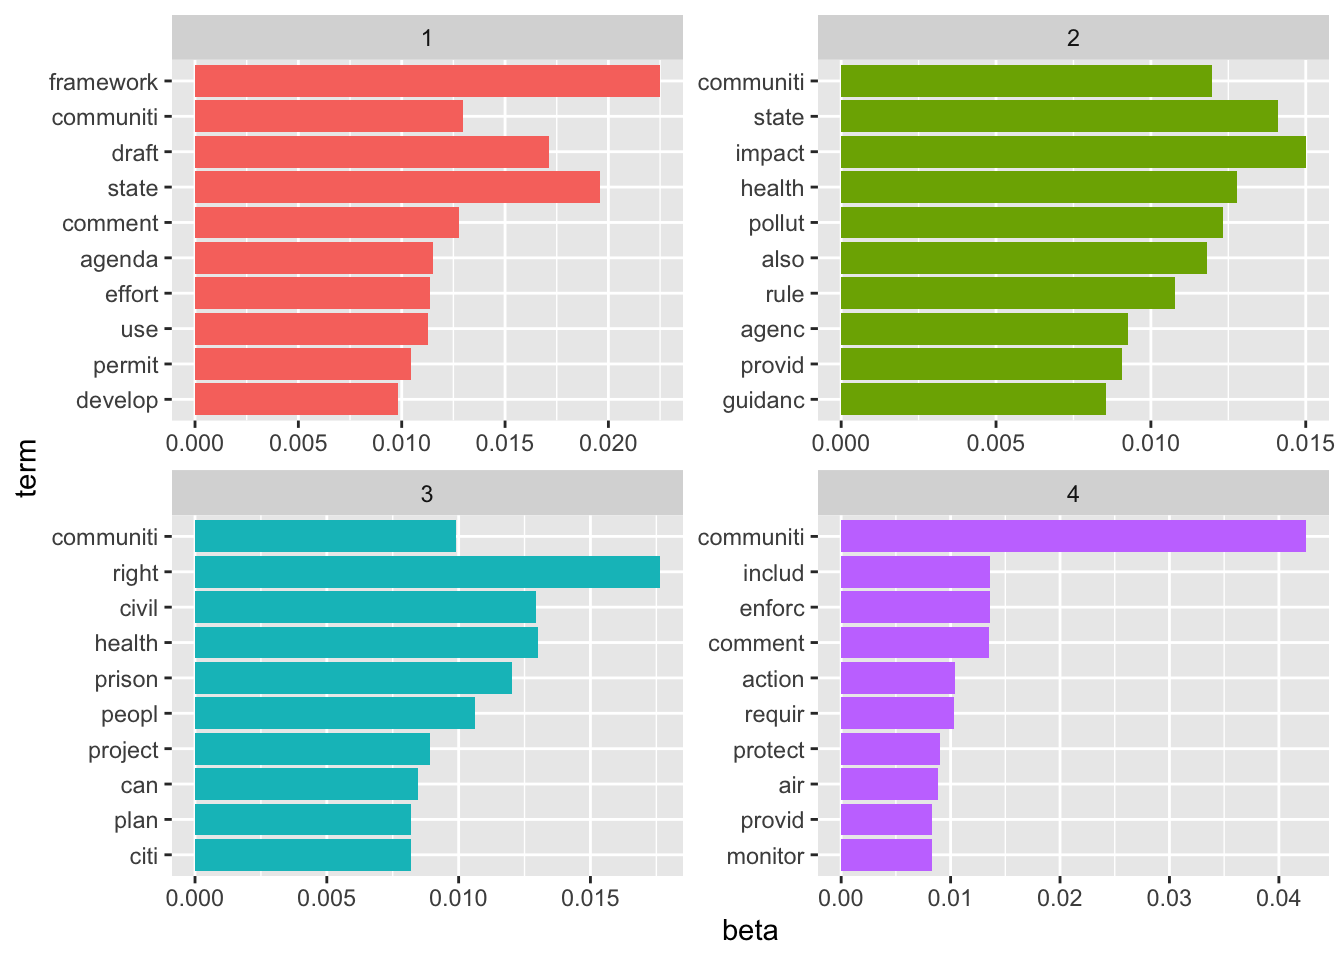 1
framework
communiti
draft
state
comment
agenda
effort
use
permit
develop
0.000 0.005 0.010 0.015 0.020
2
communiti
state
impact
health
pollut
also
rule
agenc
provid
guidanc
0.000 0.005 0.010 0.015
term
3
communiti
right
civil
health
prison
peopl
project
can
plan
citi
0.000 0.005 0.010 0.015
4
communiti
includ
enforc
comment
action
requir
protect
air
provid
monitor
0.00 0.01 0.02 0.03 0.04
beta